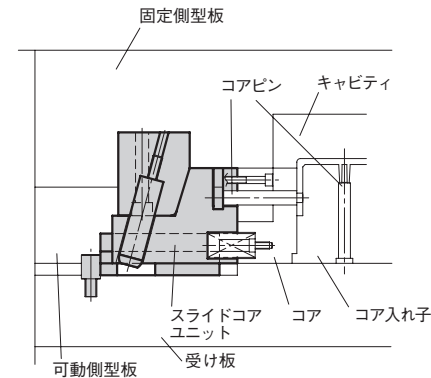 固定側型板
コアピン
キャビティ
スライドコア
ユニット
コア
コア入れ子
受け板
可動側型板